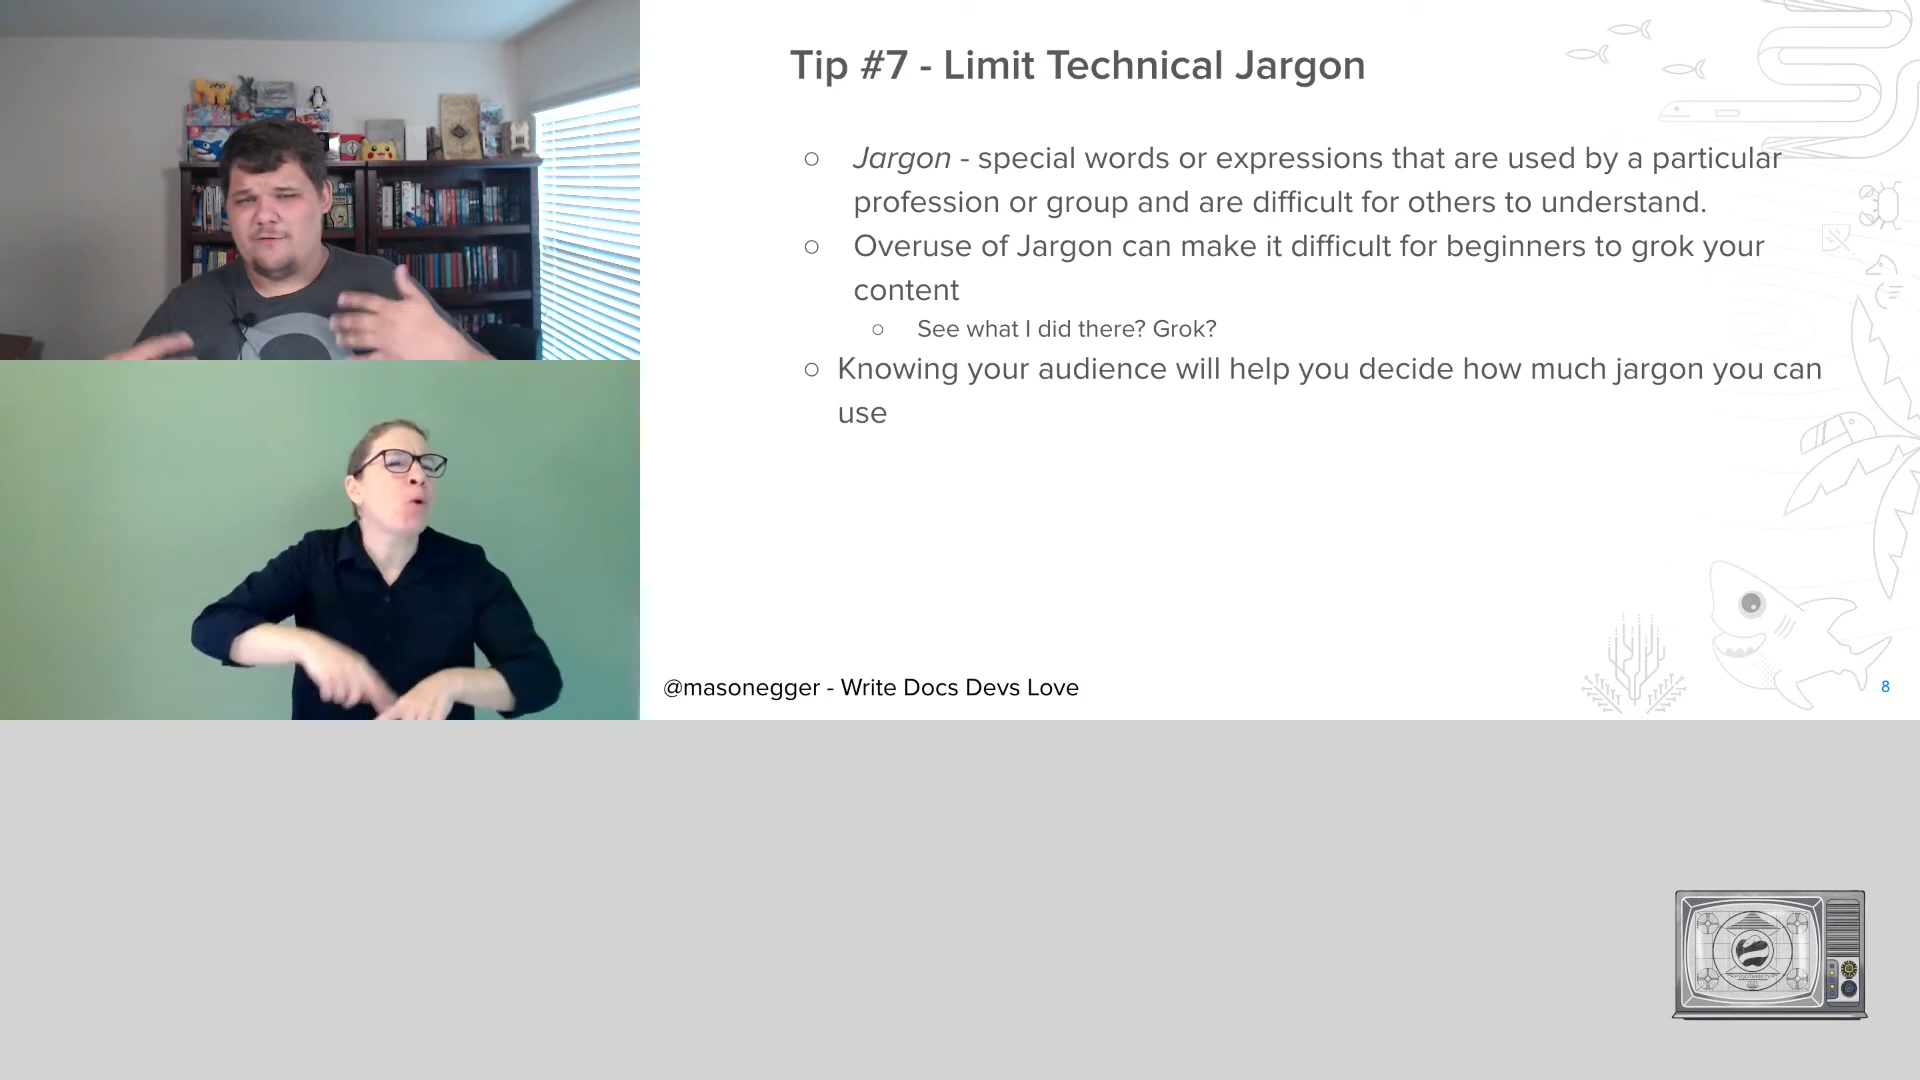 Tip #7 - Limit Technical Jargon
○ Jargon - special words or expressions that are used by a particular
profession or group and are difficult for others to understand.
○ Overuse of Jargon can make it difficult for beginners to grok your
content
○ See what I did there? Grok?
○ Knowing your audience will help you decide how much jargon you can
use
@masonegger - Write Docs Devs Love
8